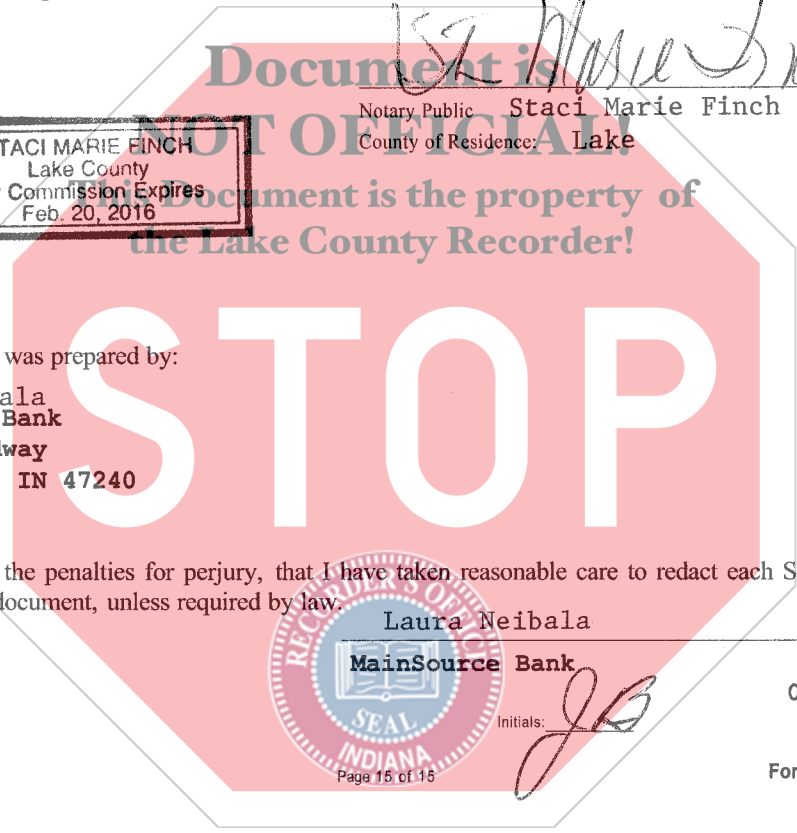 Document is
NOT OFFICIAL!
This Document is the property of
the Lake County Recorder!
STOP
Notary Public Staci Marie Finch
County of Residence: Lake
TACI MARIE FINCH
Lake County
Commission Expires
Feb. 20, 2016
was prepared by:
ala
Bank
way
IN 47240
the penalties for perjury, that I have taken reasonable care to redact each S
document, unless required by law.
Laura Neibala
MainSource Bank
Initials: JB
RECORDER'S OFFICE
SEAL
INDIANA
Page 15 of 15
For